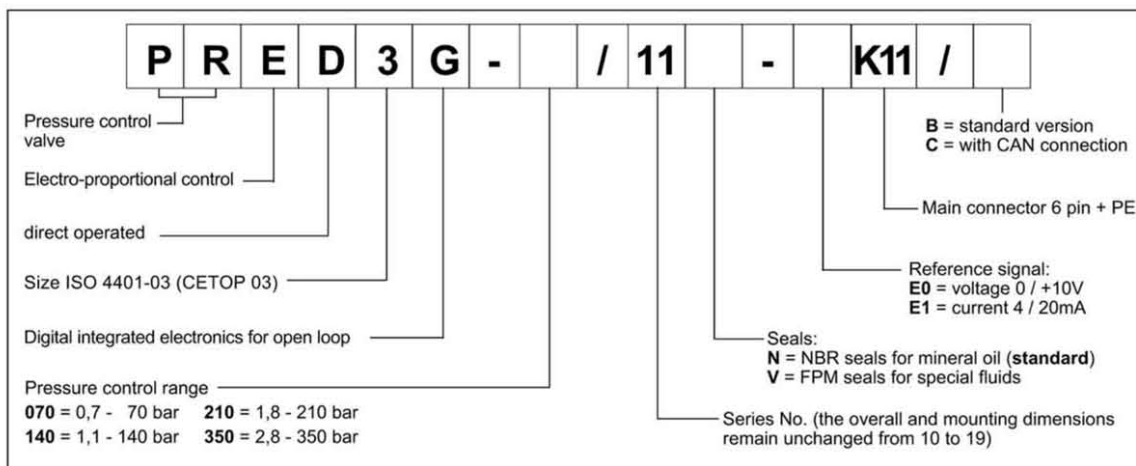 P R E D 3 G - / 11 - K11 /
Pressure control
valve
Electro-proportional control
direct operated
Size ISO 4401-03 (CETOP 03)
Digital integrated electronics for open loop
Pressure control range
070 = 0,7 - 70 bar 210 = 1,8 - 210 bar
140 = 1,1 - 140 bar 350 = 2,8 - 350 bar
B = standard version
C = with CAN connection
Main connector 6 pin + PE
Reference signal:
E0 = voltage 0 / +10V
E1 = current 4 / 20mA
Seals:
N = NBR seals for mineral oil (standard)
V = FPM seals for special fluids
Series No. (the overall and mounting dimensions
remain unchanged from 10 to 19)